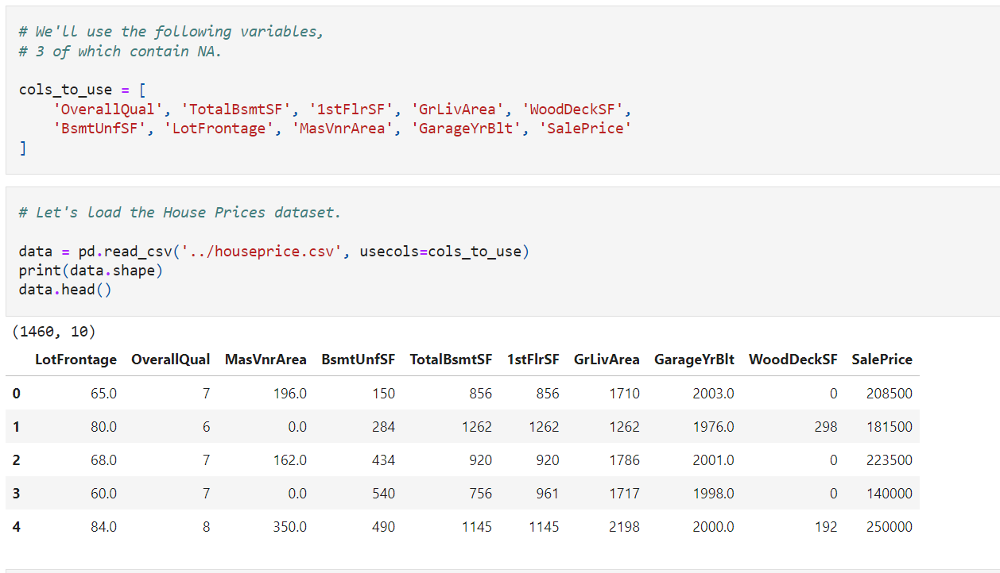 # We'll use the following variables,
# 3 of which contain NA.
cols_to_use = [
    'OverallQual', 'TotalBsmtSF', '1stFlrSF', 'GrLivArea', 'WoodDeckSF',
    'BsmtUnfSF', 'LotFrontage', 'MasVnrArea', 'GarageYrBlt', 'SalePrice'
]
# Let's load the House Prices dataset.
data = pd.read_csv('../houseprice.csv', usecols=cols_to_use)
print(data.shape)
data.head()
(1460, 10)
LotFrontage OverallQual MasVnrArea BsmtUnfSF TotalBsmtSF 1stFlrSF GrLivArea GarageYrBlt WoodDeckSF SalePrice
0 65.0 7 196.0 150 856 856 1710 2003.0 0 208500
1 80.0 6 0.0 284 1262 1262 1262 1976.0 298 181500
2 68.0 7 162.0 434 920 920 1786 2001.0 0 223500
3 60.0 7 0.0 540 756 961 1717 1998.0 0 140000
4 84.0 8 350.0 490 1145 1145 2198 2000.0 192 250000